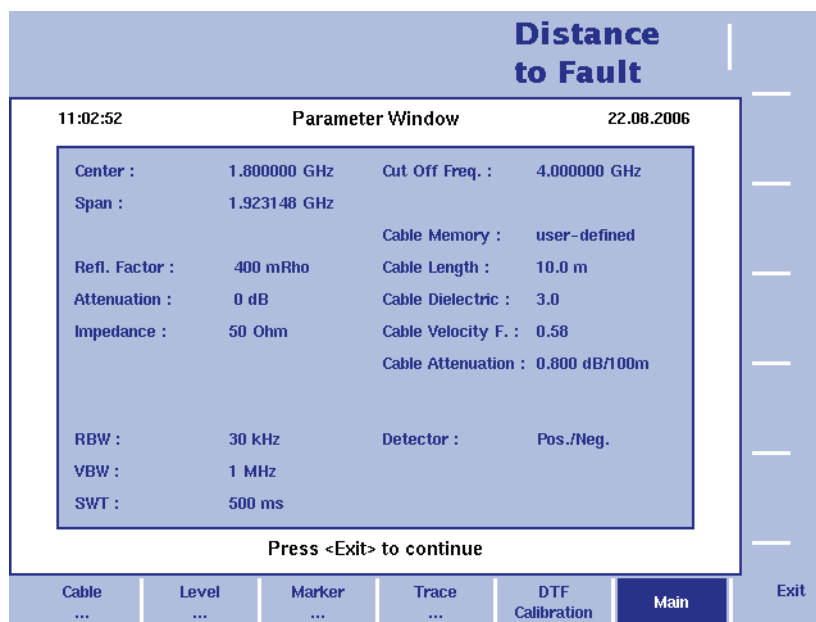 Distance
to Fault
11:02:52 Parameter Window 22.08.2006
Center : 1.800000 GHz Cut Off Freq. : 4.000000 GHz
Span : 1.923148 GHz
Cable Memory : user-defined
Refl. Factor : 400 mRho Cable Length : 10.0 m
Attenuation : 0 dB Cable Dielectric : 3.0
Impedance : 50 Ohm Cable Velocity F. : 0.58
Cable Attenuation : 0.800 dB/100m
RBW : 30 kHz Detector : Pos./Neg.
VBW : 1 MHz
SWT : 500 ms
Press <Exit> to continue
Cable Level Marker Trace DTF Main Exit
... ... ... ... Calibration